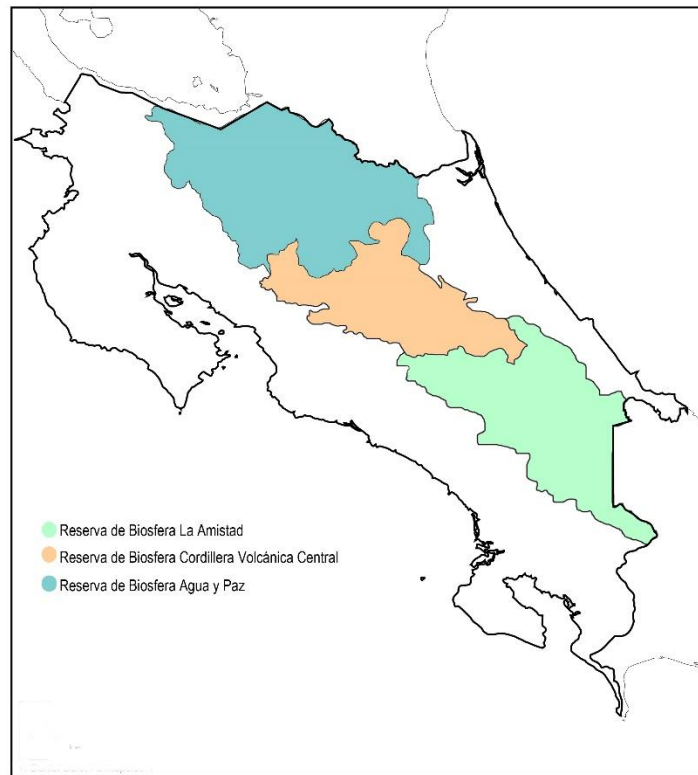 Reserva de Biosfera La Amistad
Reserva de Biosfera Cordillera Volcánica Central
Reserva de Biosfera Agua y Paz